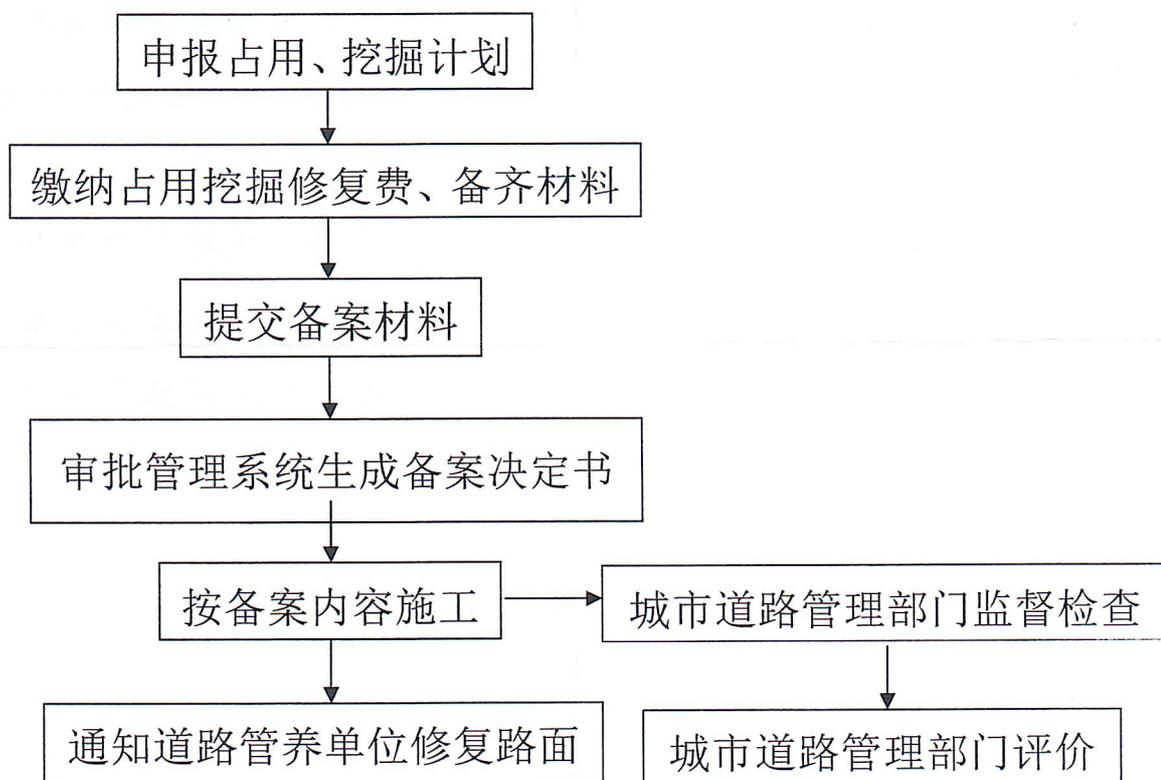 申报占用、挖掘计划
缴纳占用挖掘修复费、备齐材料
提交备案材料
审批管理系统生成备案决定书
按备案内容施工
城市道路管理部门监督检查
通知道路管养单位修复路面
城市道路管理部门评价